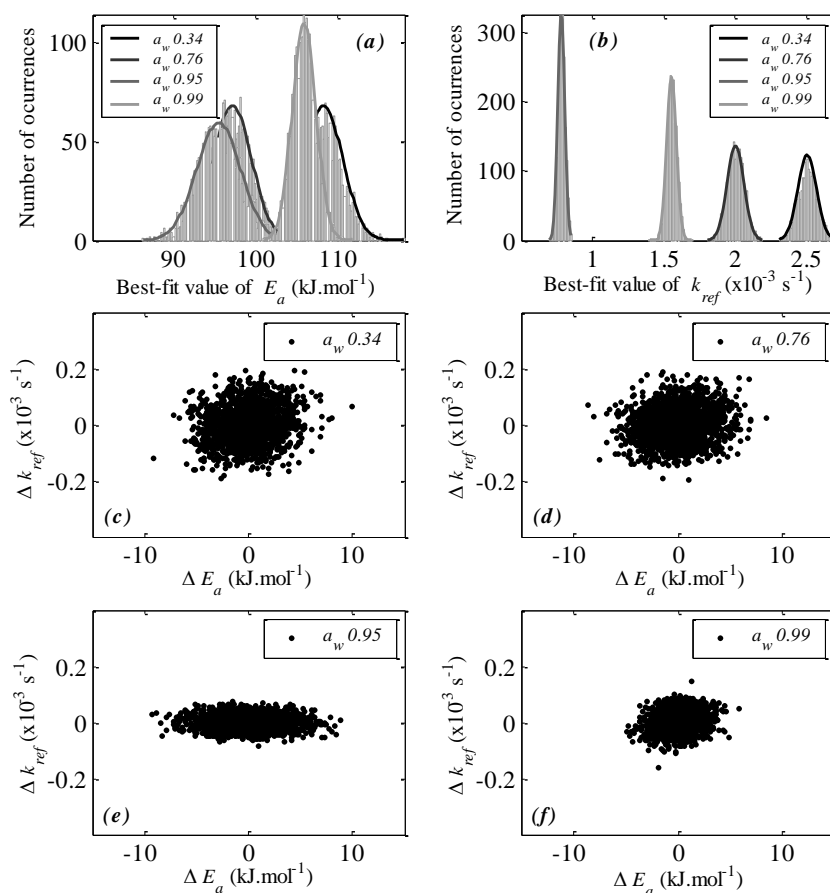 Number of ocurrences
100
50
0
(a)
a_w 0.34
a_w 0.76
a_w 0.95
a_w 0.99
90 100 110
Best-fit value of E_a (kJ.mol^-1)
Number of ocurrences
300
200
100
0
(b)
a_w 0.34
a_w 0.76
a_w 0.95
a_w 0.99
1 1.5 2 2.5
Best-fit value of k_ref (x10^-3 s^-1)
Δ k_ref (x10^-3 s^-1)
0.2
0
-0.2
a_w 0.34
(c)
-10 0 10
Δ E_a (kJ.mol^-1)
Δ k_ref (x10^-3 s^-1)
0.2
0
-0.2
a_w 0.76
(d)
-10 0 10
Δ E_a (kJ.mol^-1)
Δ k_ref (x10^-3 s^-1)
0.2
0
-0.2
a_w 0.95
(e)
-10 0 10
Δ E_a (kJ.mol^-1)
Δ k_ref (x10^-3 s^-1)
0.2
0
-0.2
a_w 0.99
(f)
-10 0 10
Δ E_a (kJ.mol^-1)